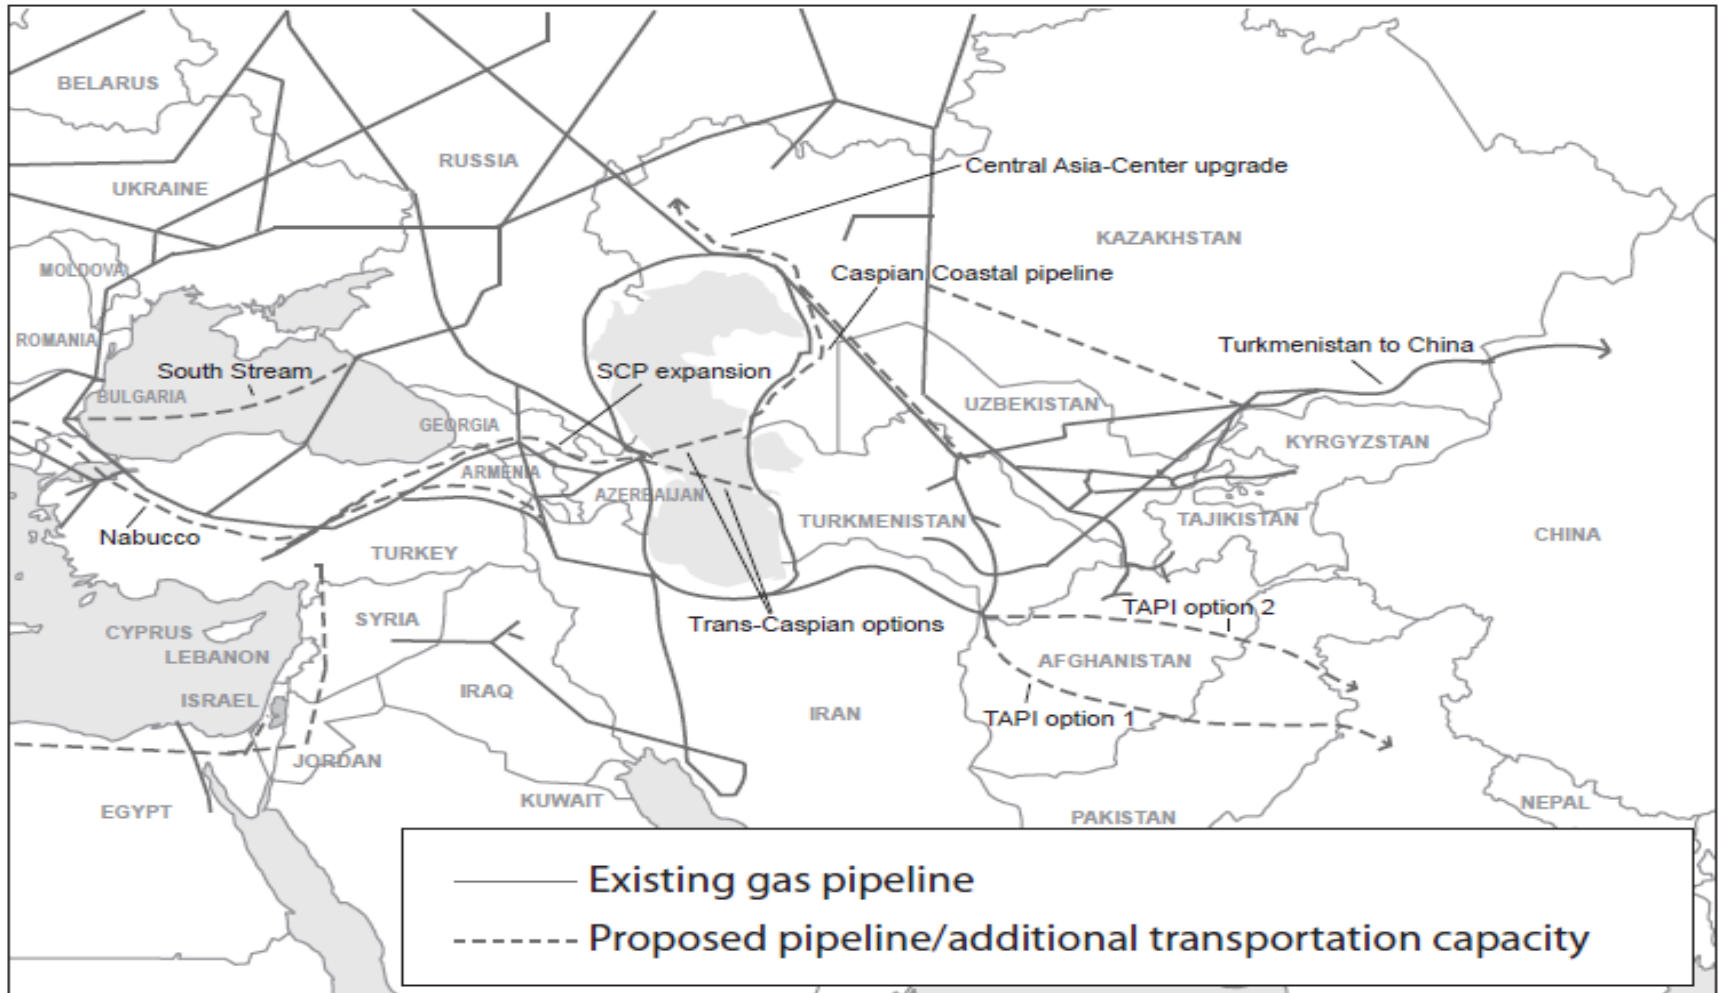 BELARUS
RUSSIA
Central Asia-Center upgrade
UKRAINE
KAZAKHSTAN
MOLDOVA
Caspian Coastal pipeline
ROMANIA
Turkmenistan to China
South Stream
SCP expansion
BULGARIA
UZBEKISTAN
GEORGIA
KYRGYZSTAN
ARMENIA
AZERBAIJAN
TURKMENISTAN
TAJIKISTAN
CHINA
Nabucco
TURKEY
TAPI option 2
SYRIA
Trans-Caspian options
CYPRUS
LEBANON
AFGHANISTAN
IRAQ
ISRAEL
IRAN
TAPI option 1
JORDAN
KUWAIT
NEPAL
EGYPT
PAKISTAN
Existing gas pipeline
Proposed pipeline/additional transportation capacity